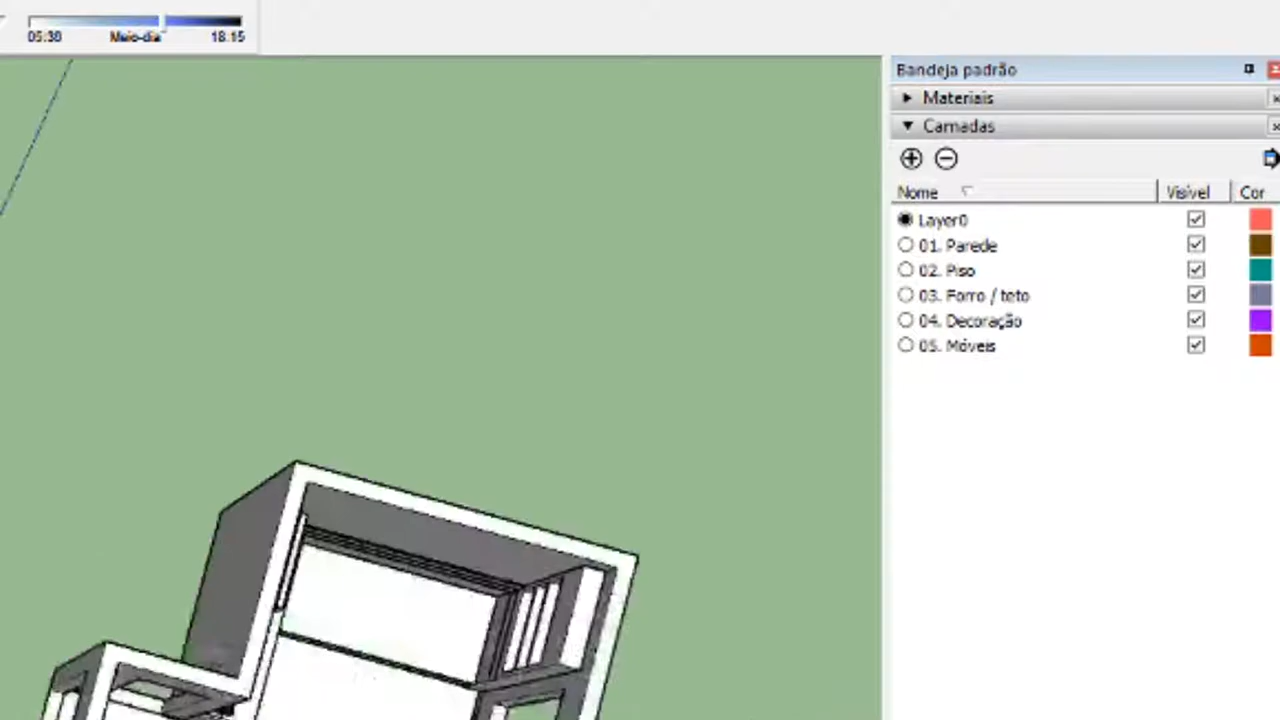 05:38 Meio-dia 18:15
Bandeja padrão
Materiais
Camadas
Nome Visível Cor
Layer0
01. Parede
02. Piso
03. Forro / teto
04. Decoração
05. Móveis